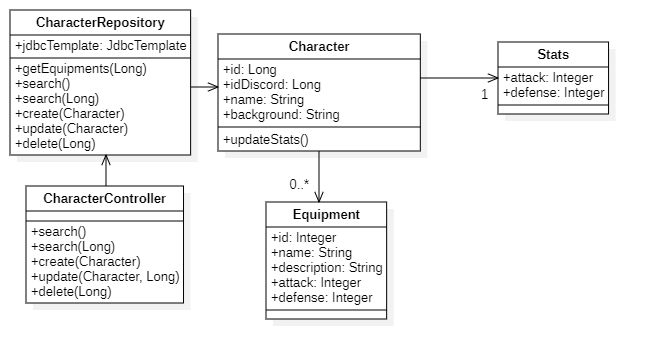 CharacterRepository
+jdbcTemplate: JdbcTemplate
+getEquipments(Long)
+search()
+search(Long)
+create(Character)
+update(Character)
+delete(Long)
Character
+id: Long
+idDiscord: Long
+name: String
+background: String
+updateStats()
Stats
+attack: Integer
+defense: Integer
1
CharacterController
+search()
+search(Long)
+create(Character)
+update(Character, Long)
+delete(Long)
0..*
Equipment
+id: Integer
+name: String
+description: String
+attack: Integer
+defense: Integer